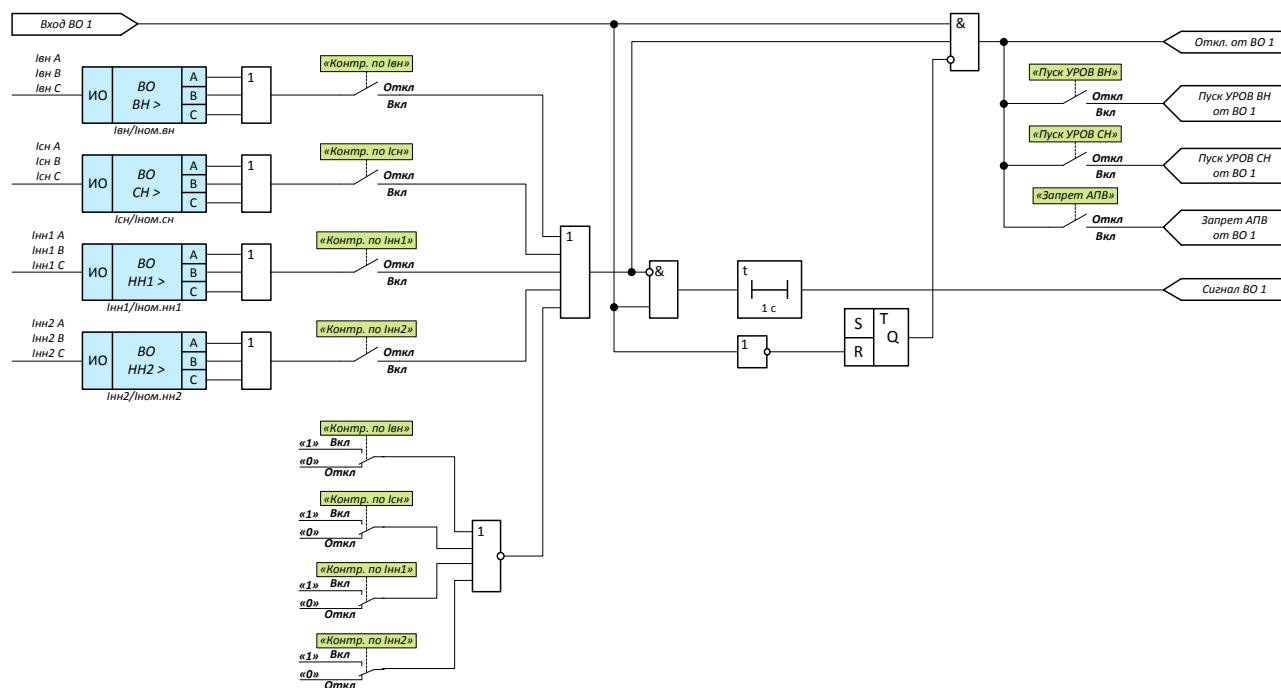 Вход ВО 1
&
Откл. от ВО 1
Iвн A
Iвн B
Iвн C
ИО
ВО
ВН >
A
B
C
1
Iвн/Iном.вн
«Контр. по Iвн»
Откл
Вкл
«Пуск УРОВ ВН»
Откл
Вкл
Пуск УРОВ ВН
от ВО 1
Iсн A
Iсн B
Iсн C
ИО
ВО
СН >
A
B
C
1
Iсн/Iном.сн
«Контр. по Iсн»
Откл
Вкл
«Пуск УРОВ СН»
Откл
Вкл
Пуск УРОВ СН
от ВО 1
«Запрет АПВ»
Откл
Вкл
Запрет АПВ
от ВО 1
Iнн1 A
Iнн1 B
Iнн1 C
ИО
ВО
НН1 >
A
B
C
1
Iнн1/Iном.нн1
«Контр. по Iнн1»
Откл
Вкл
1
&
t
1 с
Сигнал ВО 1
Iнн2 A
Iнн2 B
Iнн2 C
ИО
ВО
НН2 >
A
B
C
1
Iнн2/Iном.нн2
«Контр. по Iнн2»
Откл
Вкл
1
S
R
T
Q
«Контр. по Iвн»
«1» Вкл
«0»
Откл
«Контр. по Iсн»
«1» Вкл
«0»
Откл
1
«Контр. по Iнн1»
«1» Вкл
«0»
Откл
«Контр. по Iнн2»
«1» Вкл
«0»
Откл